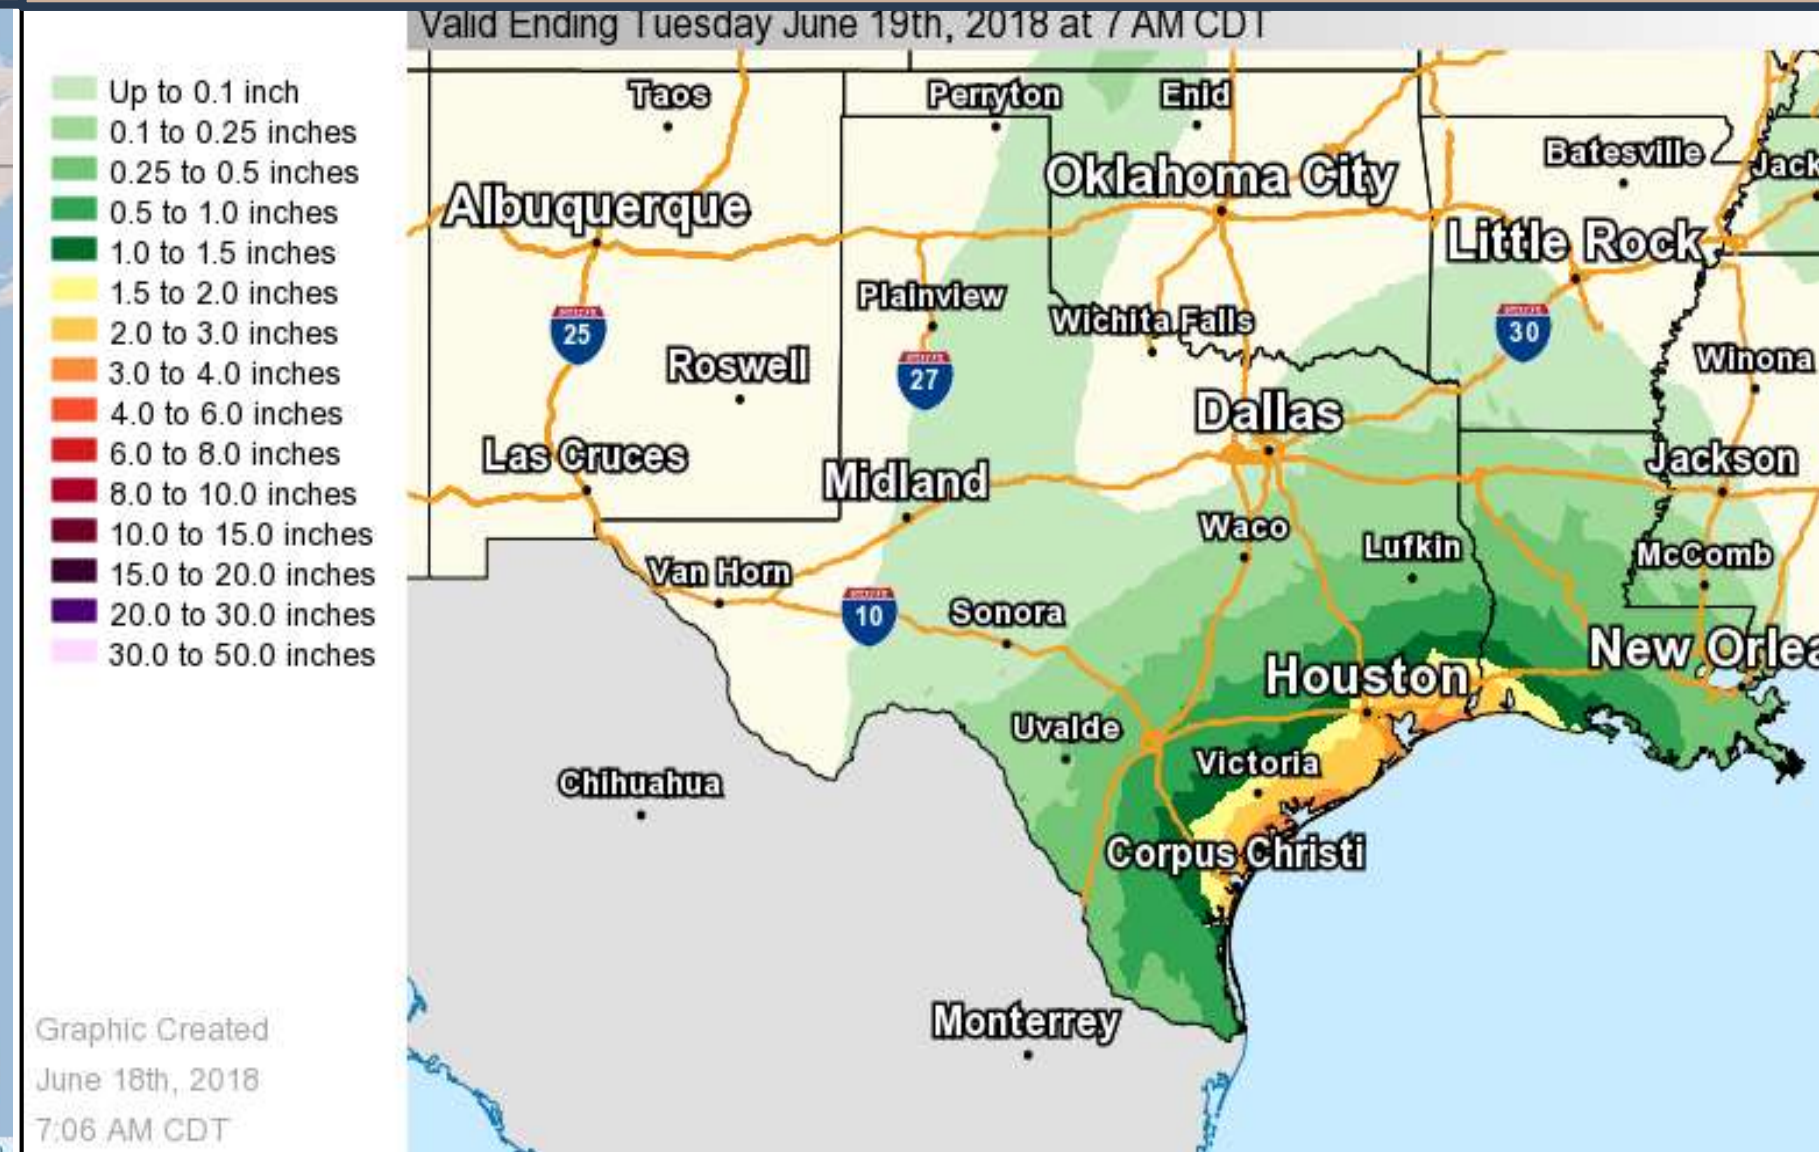 Valid Ending Tuesday June 19th, 2018 at 7 AM CDT
Up to 0.1 inch
0.1 to 0.25 inches
0.25 to 0.5 inches
0.5 to 1.0 inches
1.0 to 1.5 inches
1.5 to 2.0 inches
2.0 to 3.0 inches
3.0 to 4.0 inches
4.0 to 6.0 inches
6.0 to 8.0 inches
8.0 to 10.0 inches
10.0 to 15.0 inches
15.0 to 20.0 inches
20.0 to 30.0 inches
30.0 to 50.0 inches
Graphic Created
June 18th, 2018
7:06 AM CDT
Taos
Perryton
Enid
Batesville
Jack
Oklahoma City
Albuquerque
Little Rock
Plainview
Wichita Falls
25
30
Roswell
27
Winona
Dallas
Las Cruces
Midland
Jackson
Waco
Lufkin
McComb
Van Horn
10
Sonora
New Orlea
Houston
Uvalde
Victoria
Chihuahua
Corpus Christi
Monterrey